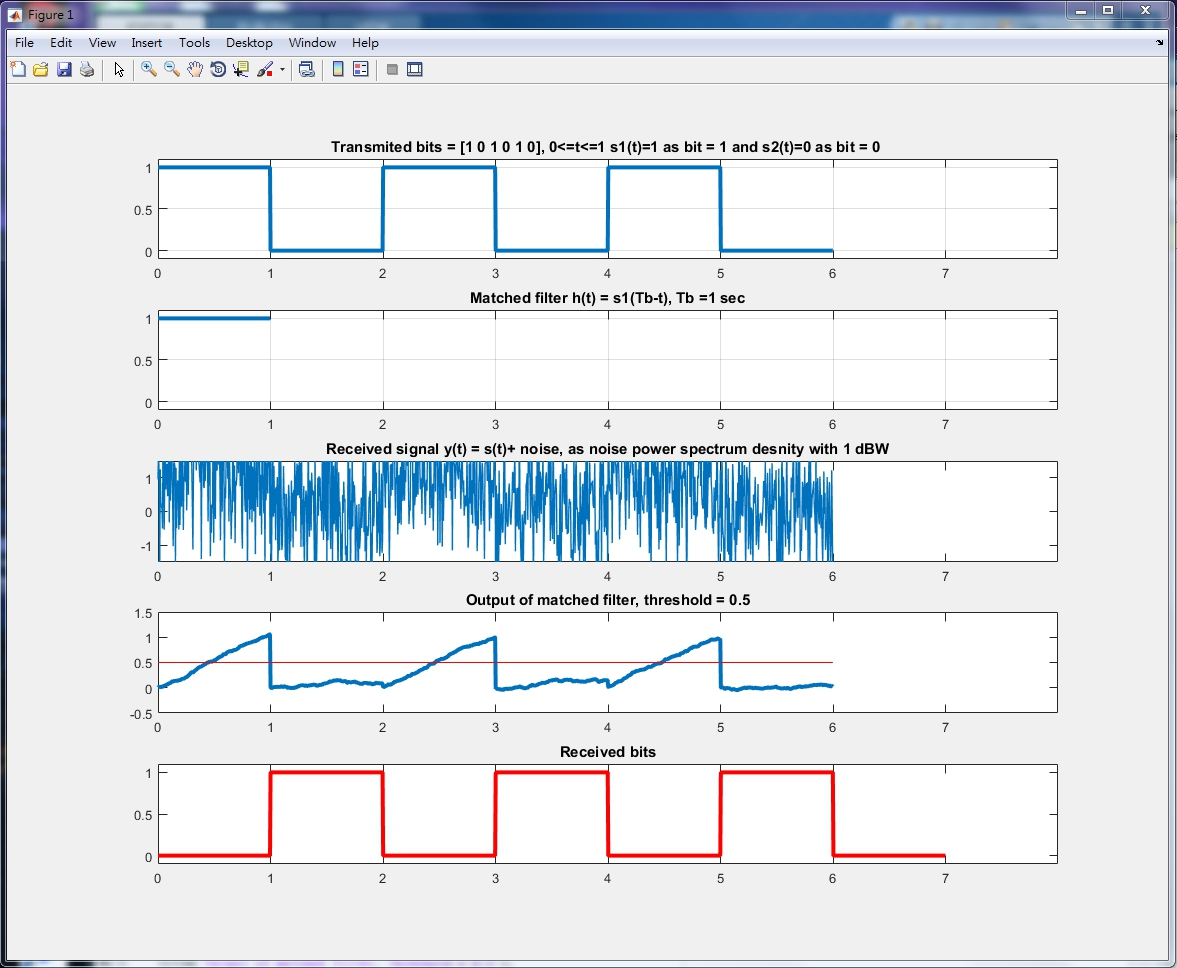 Figure 1
File Edit View Insert Tools Desktop Window Help
Transmited bits = [1 0 1 0 1 0], 0<=t<=1 s1(t)=1 as bit = 1 and s2(t)=0 as bit = 0
1
0.5
0
0 1 2 3 4 5 6 7
Matched filter h(t) = s1(Tb-t), Tb =1 sec
1
0.5
0
0 1 2 3 4 5 6 7
Received signal y(t) = s(t)+ noise, as noise power spectrum desnity with 1 dBW
1
0
-1
0 1 2 3 4 5 6 7
Output of matched filter, threshold = 0.5
1.5
1
0.5
0
-0.5
0 1 2 3 4 5 6 7
Received bits
1
0.5
0
0 1 2 3 4 5 6 7